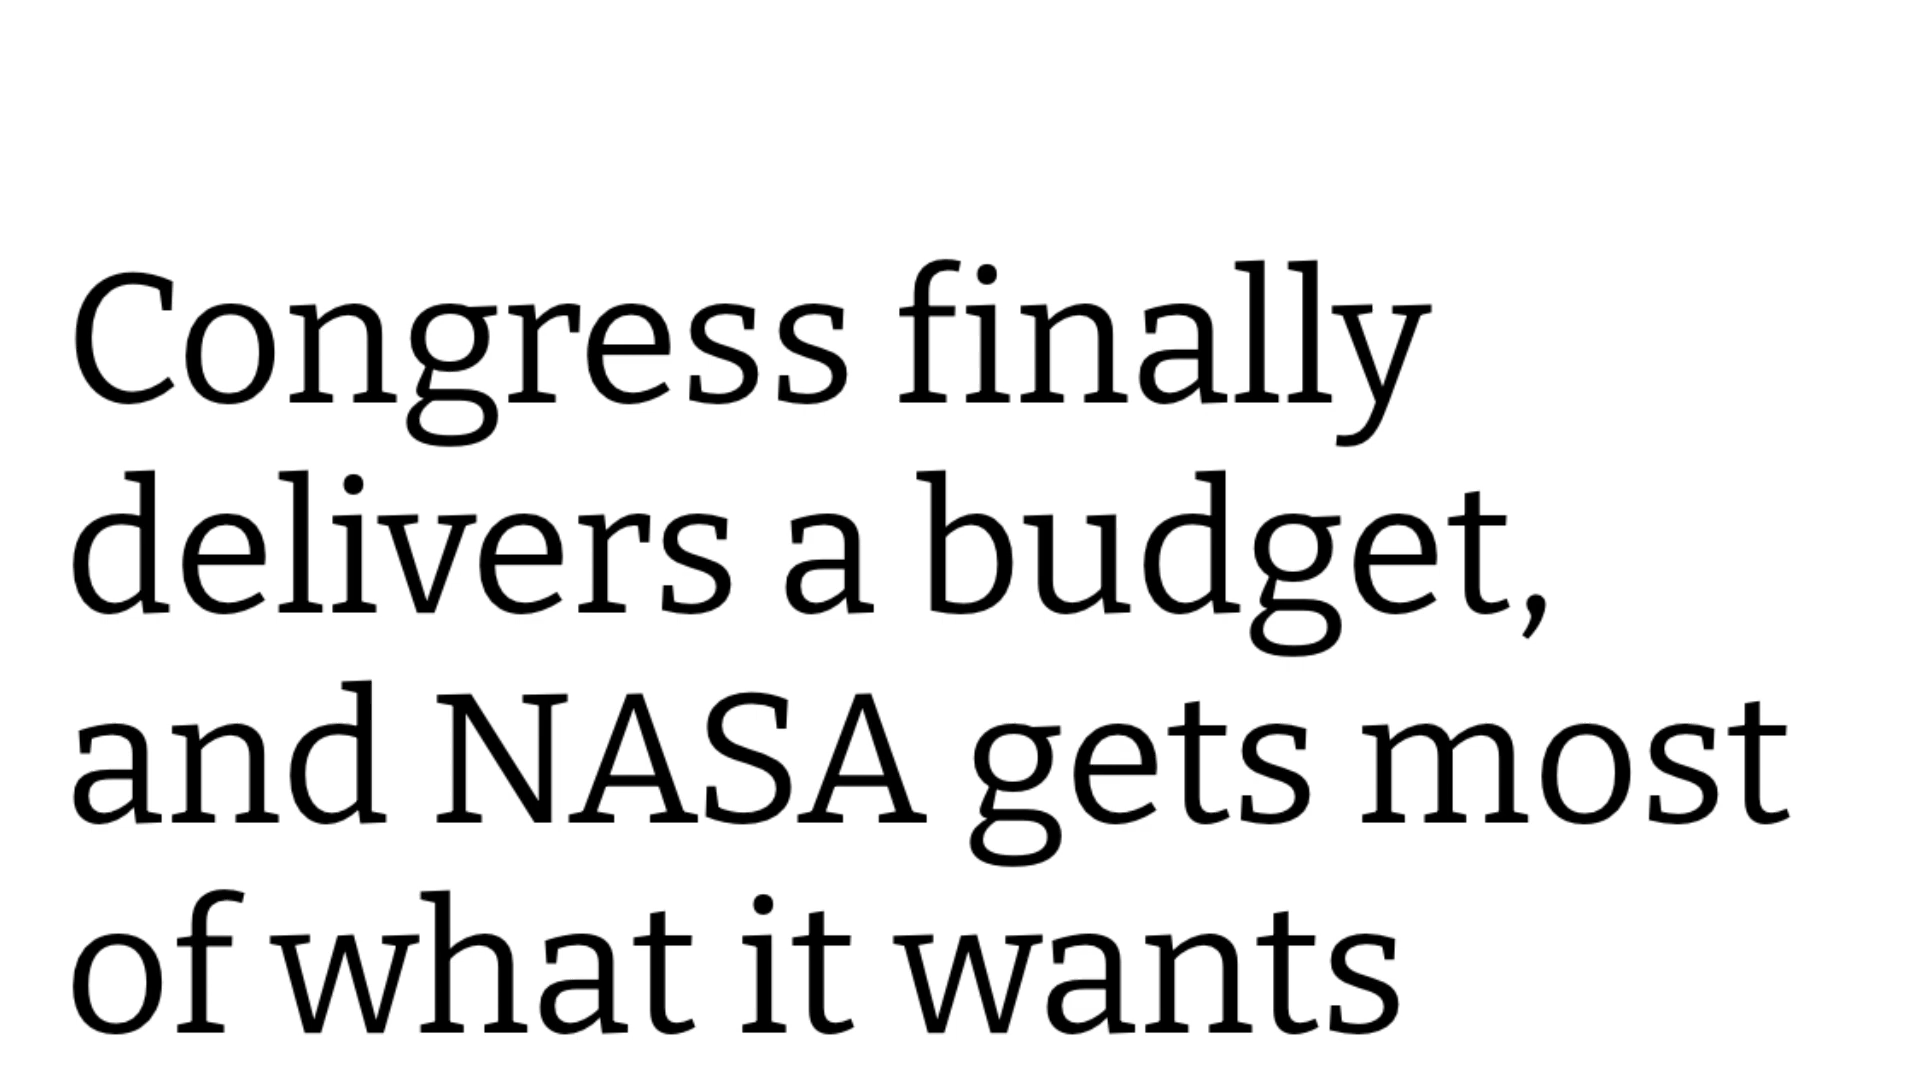 Congress finally
delivers a budget,
and NASA gets most
of what it wants